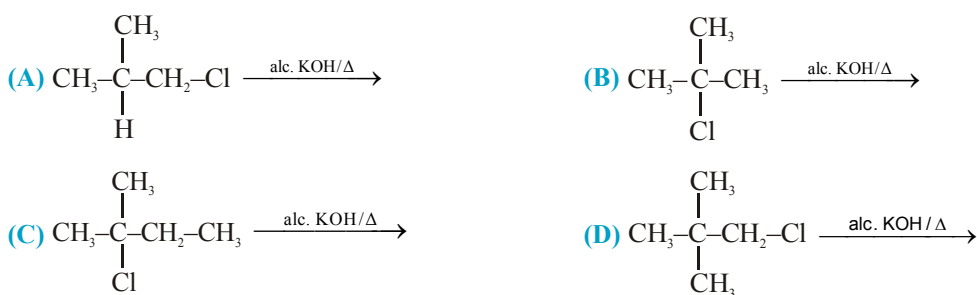 CH₃
(A) CH₃–C–CH₂–Cl alc. KOH/Δ
H
CH₃
(B) CH₃–C–CH₃ alc. KOH/Δ
Cl
CH₃
(C) CH₃–C–CH₂–CH₃ alc. KOH/Δ
Cl
CH₃
(D) CH₃–C–CH₂–Cl alc. KOH / Δ
CH₃